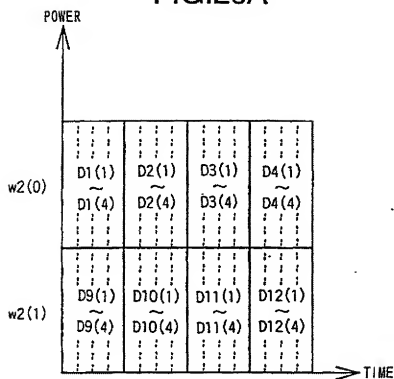 POWER
w2(0)
D1(1) D2(1) D3(1) D4(1)
~ ~ ~ ~
D1(4) D2(4) D3(4) D4(4)
w2(1)
D9(1) D10(1) D11(1) D12(1)
~ ~ ~ ~
D9(4) D10(4) D11(4) D12(4)
TIME